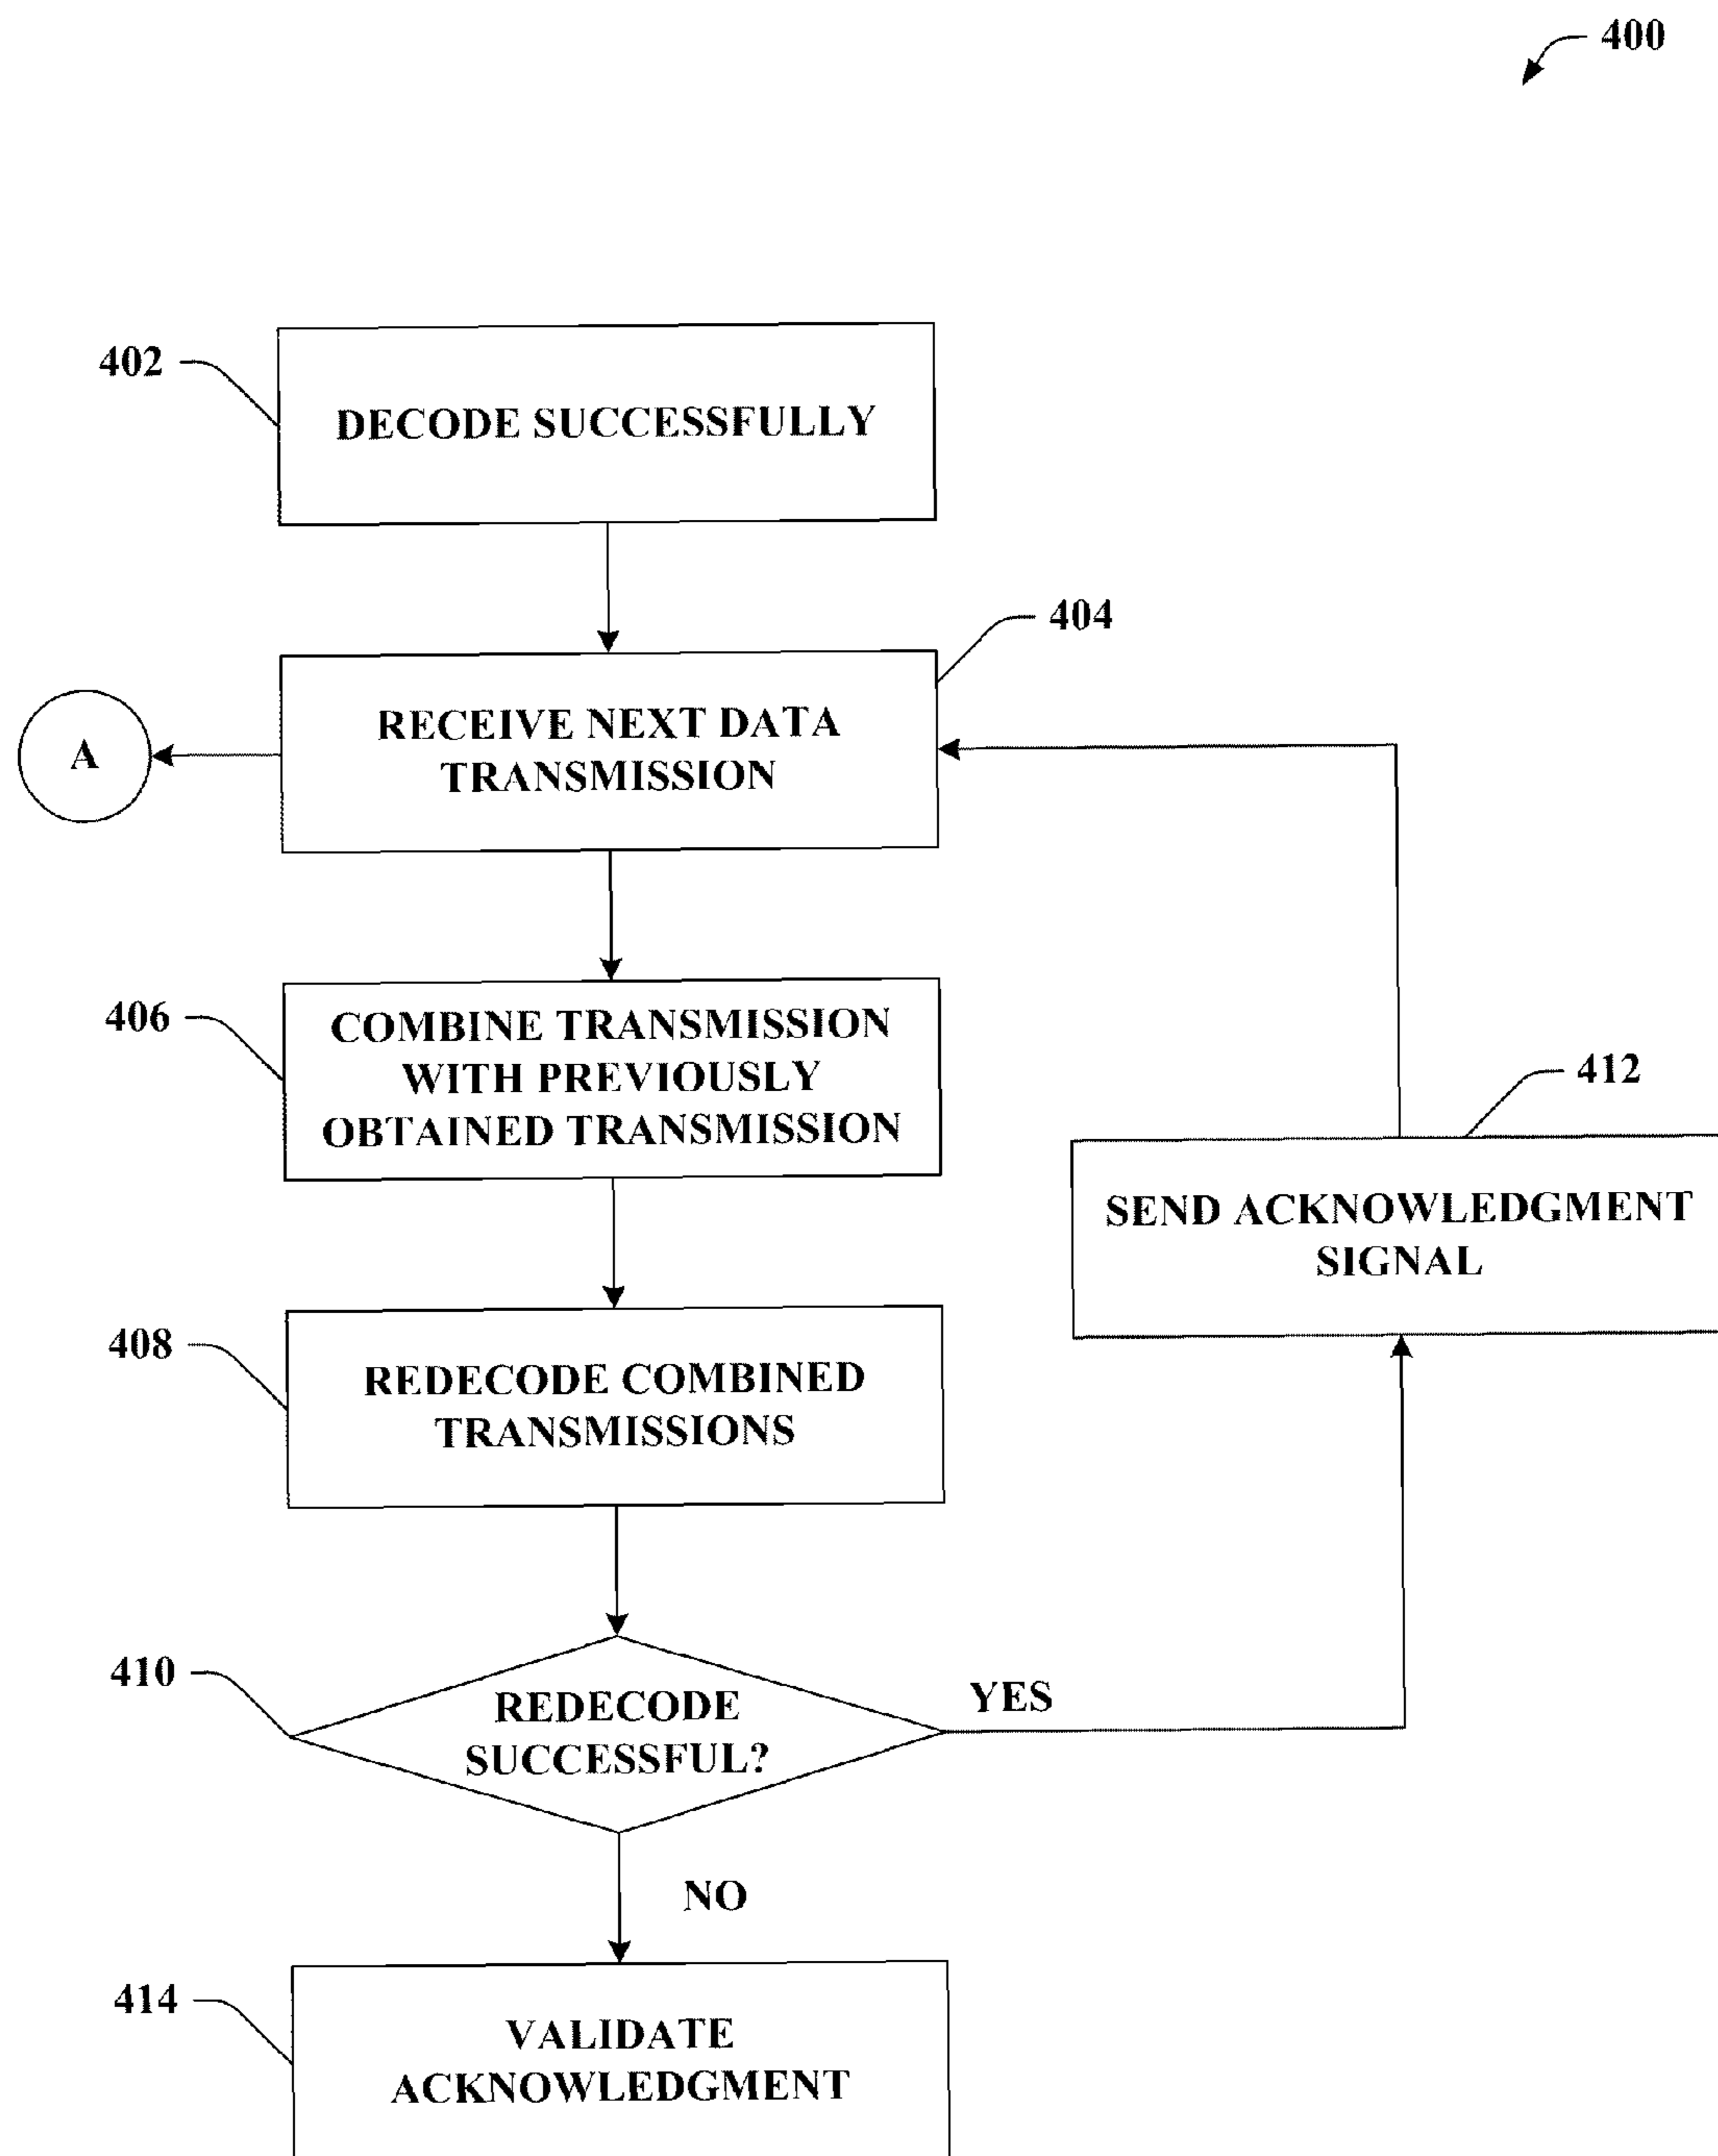 400
402
DECODE SUCCESSFULLY
404
RECEIVE NEXT DATA
TRANSMISSION
A
406
COMBINE TRANSMISSION
WITH PREVIOUSLY
OBTAINED TRANSMISSION
412
SEND ACKNOWLEDGMENT
SIGNAL
408
REDECODE COMBINED
TRANSMISSIONS
410
REDECODE
SUCCESSFUL?
YES
NO
414
VALIDATE
ACKNOWLEDGMENT